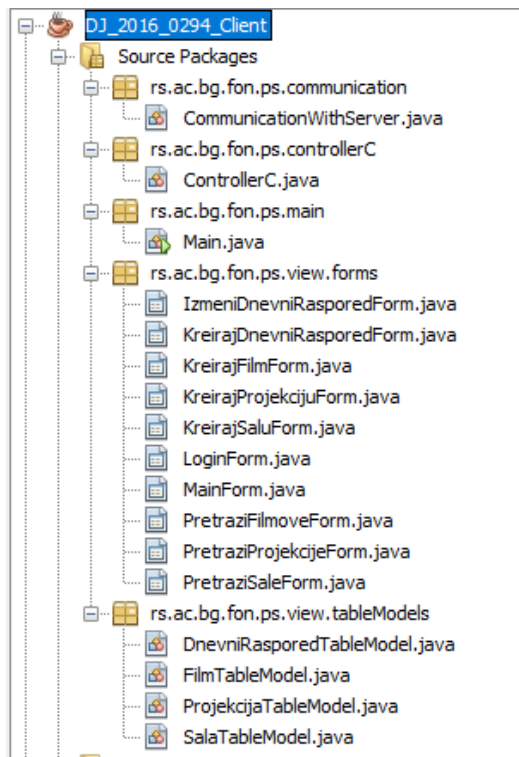 DJ_2016_0294_Client
Source Packages
rs.ac.bg.fon.ps.communication
CommunicationWithServer.java
rs.ac.bg.fon.ps.controllerC
ControllerC.java
rs.ac.bg.fon.ps.main
Main.java
rs.ac.bg.fon.ps.view.forms
IzmeniDnevniRasporedForm.java
KreirajDnevniRasporedForm.java
KreirajFilmForm.java
KreirajProjekcijuForm.java
KreirajSaluForm.java
LoginForm.java
MainForm.java
PretraziFilmoveForm.java
PretraziProjekcijeForm.java
PretraziSaleForm.java
rs.ac.bg.fon.ps.view.tableModels
DnevniRasporedTableModel.java
FilmTableModel.java
ProjekcijaTableModel.java
SalaTableModel.java